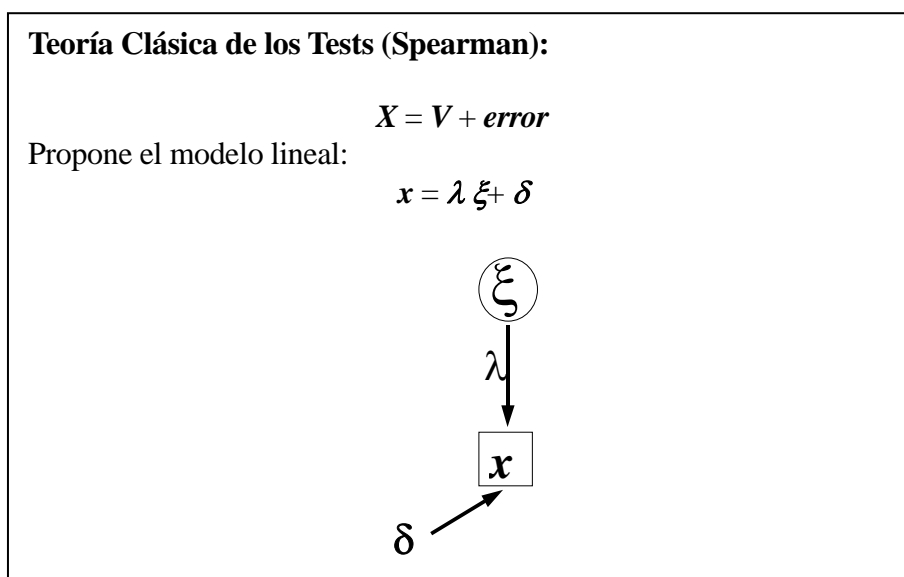 Teoría Clásica de los Tests (Spearman):
X = V + error
Propone el modelo lineal:
x = λ ξ+ δ
ξ
λ
x
δ